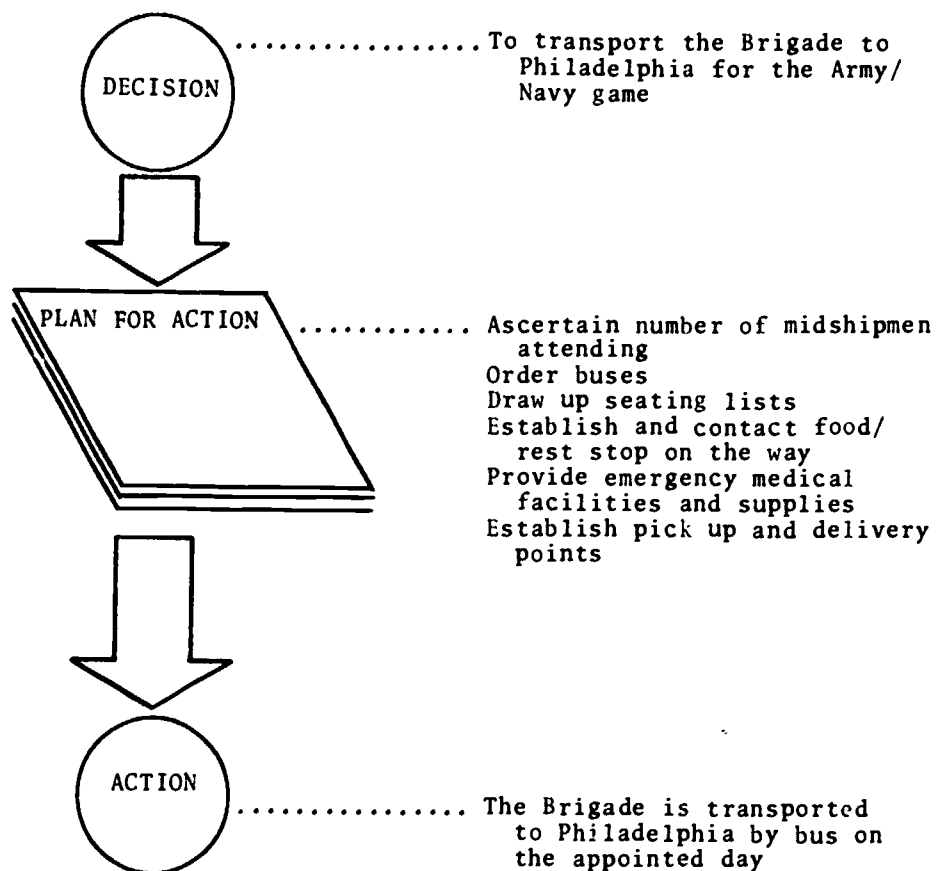 DECISION ................. To transport the Brigade to
Philadelphia for the Army/
Navy game
PLAN FOR ACTION ............ Ascertain number of midshipmen
attending
Order buses
Draw up seating lists
Establish and contact food/
rest stop on the way
Provide emergency medical
facilities and supplies
Establish pick up and delivery
points
ACTION ................ The Brigade is transported
to Philadelphia by bus on
the appointed day